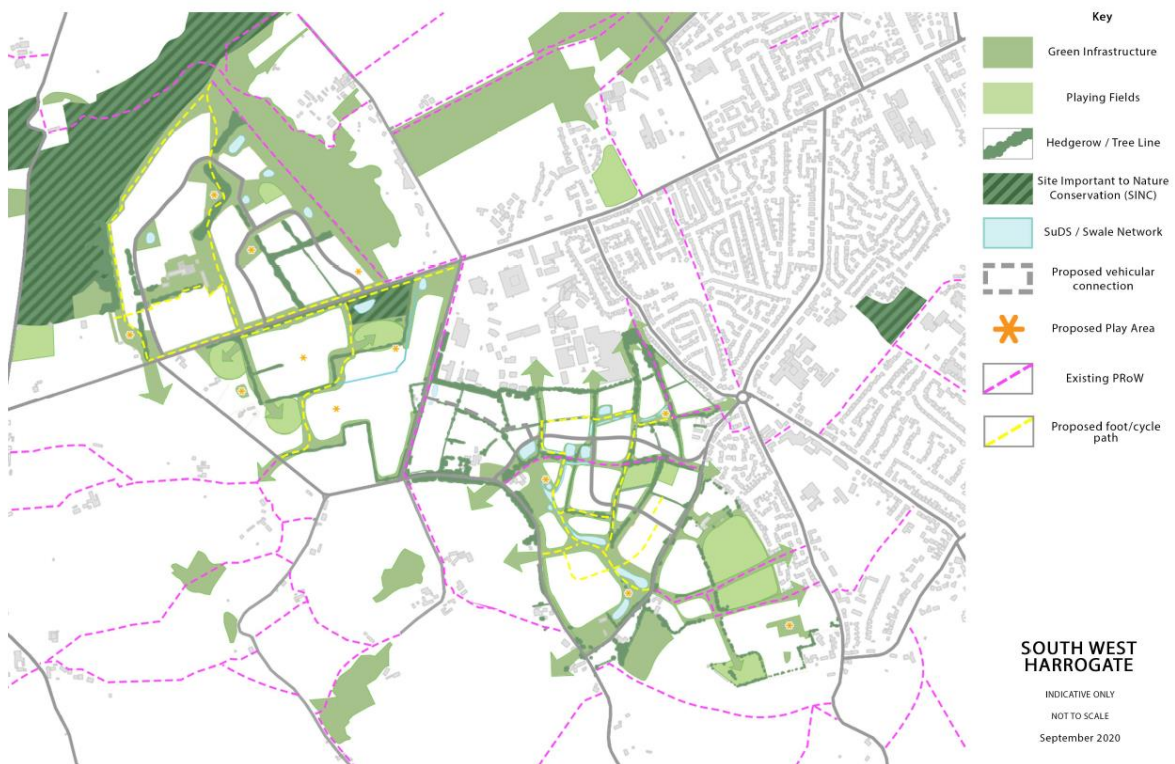 Key
Green Infrastructure
Playing Fields
Hedgerow / Tree Line
Site Important to Nature
Conservation (SINC)
SuDS / Swale Network
Proposed vehicular
connection
Proposed Play Area
Existing PRoW
Proposed foot/cycle
path
SOUTH WEST
HARROGATE
INDICATIVE ONLY
NOT TO SCALE
September 2020